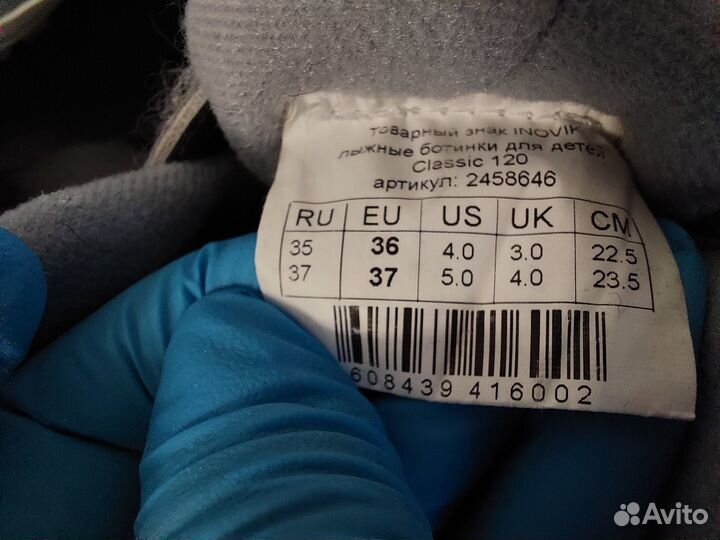 товарный знак INOVIK
лыжные ботинки для детей
Classic 120
артикул: 2458646
RU EU US UK CM
35 36 4.0 3.0 22.5
37 37 5.0 4.0 23.5
608439 416002
Avito